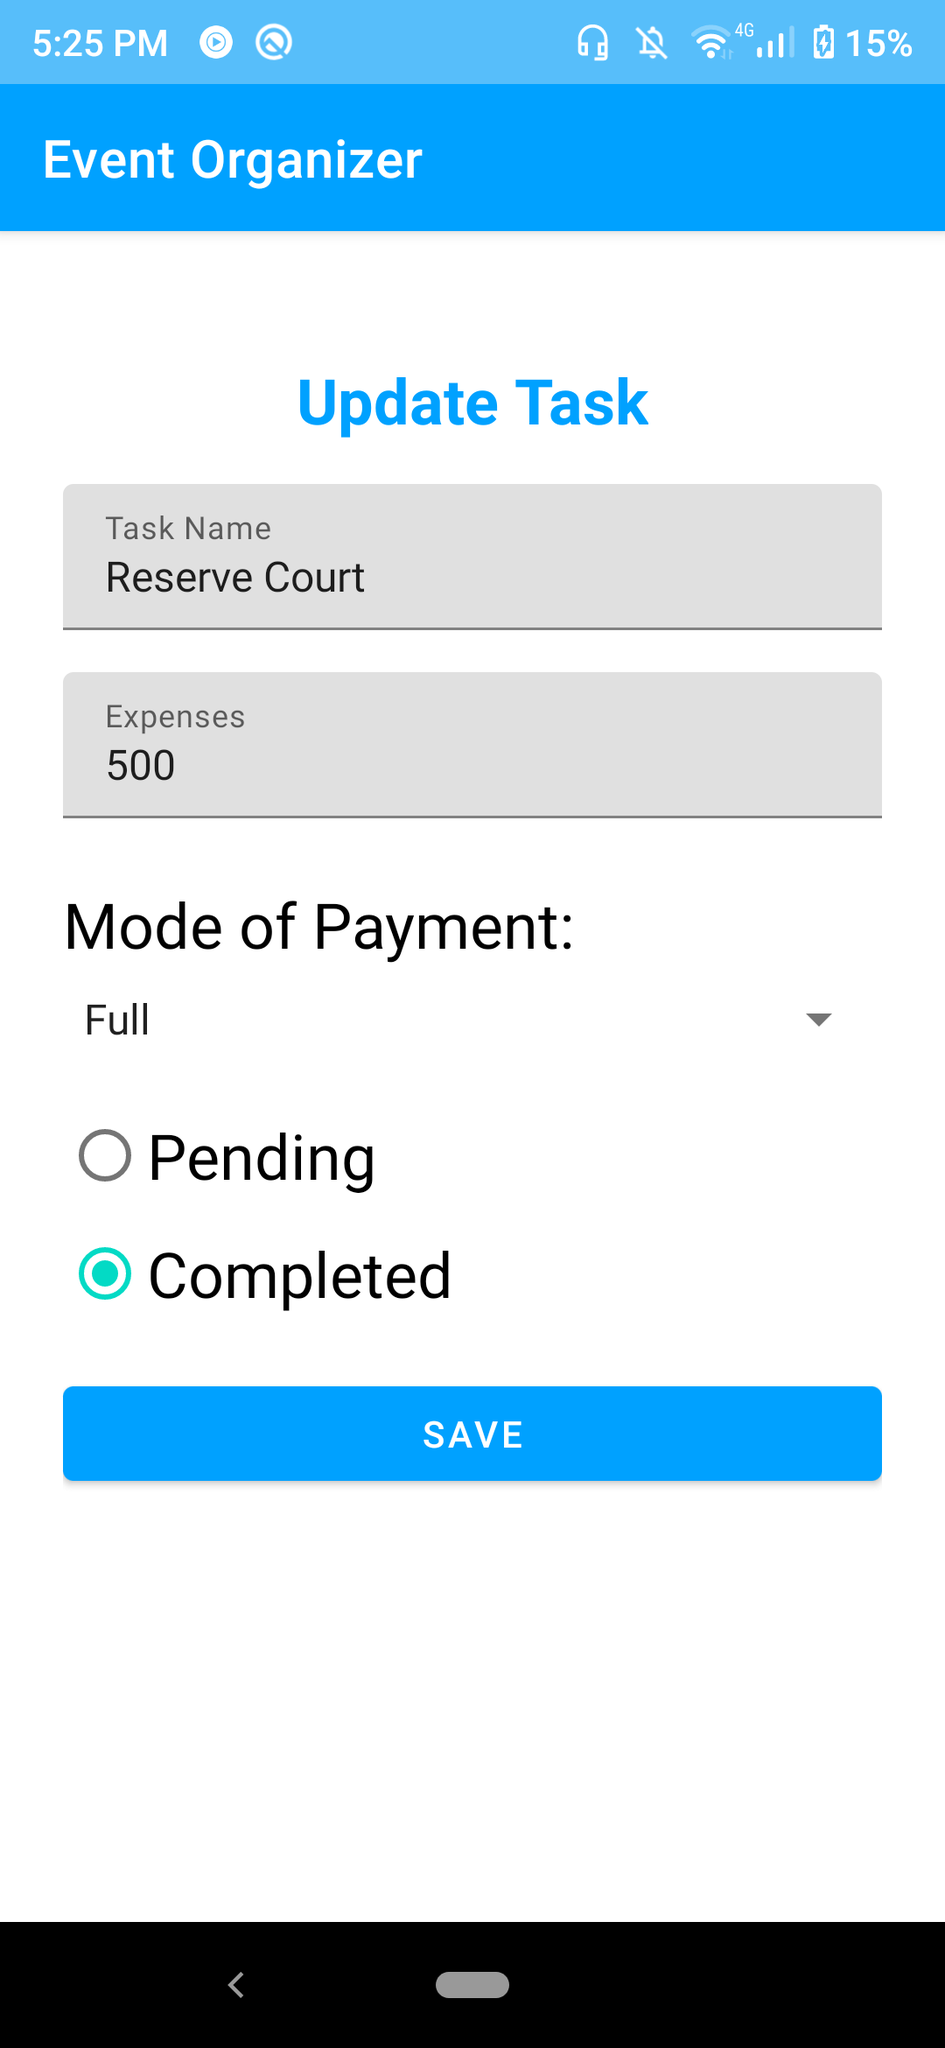 5:25 PM 4G 15%
Event Organizer
Update Task
Task Name
Reserve Court
Expenses
500
Mode of Payment:
Full
Pending
Completed
SAVE